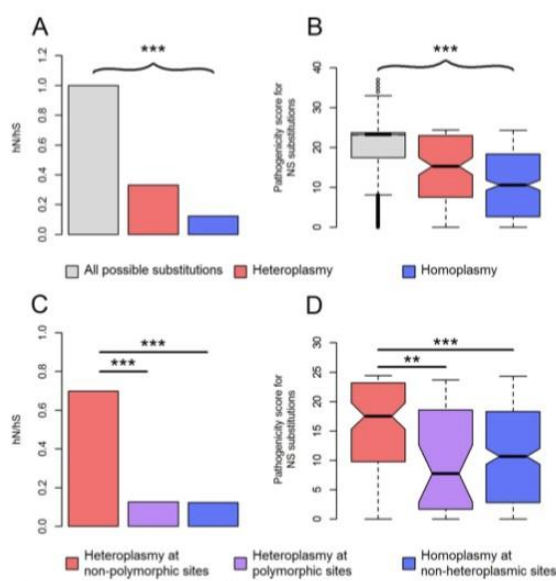 A
B
***
***
hN/hS
0.0 0.2 0.4 0.6 0.8 1.0 1.2
Pathogenicity score for
NS substitutions
0 10 20 30 40
All possible substitutions
Heteroplasmy
Homoplasmy
C
D
***
***
***
**
hN/hS
0.0 0.2 0.4 0.6 0.8 1.0
Pathogenicity score for
NS substitutions
0 5 10 15 20 25 30
Heteroplasmy at
non-polymorphic sites
Heteroplasmy at
polymorphic sites
Homoplasmy at
non-heteroplasmic sites